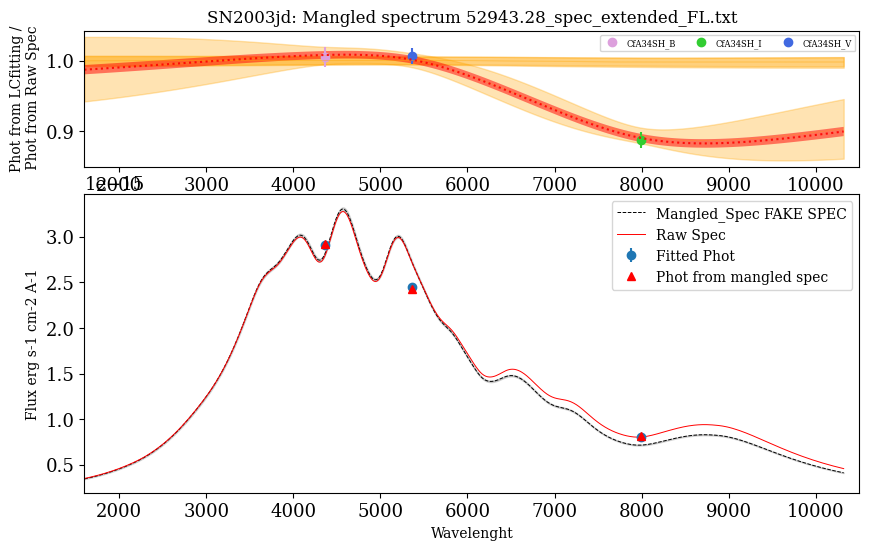 SN2003jd: Mangled spectrum 52943.28_spec_extended_FL.txt
Phot from LCfitting /
Phot from Raw Spec
1.0
0.9
CfA34SH_B
CfA34SH_I
CfA34SH_V
2000 3000 4000 5000 6000 7000 8000 9000 10000
1e−15
Flux erg s-1 cm-2 A-1
3.0
2.5
2.0
1.5
1.0
0.5
Mangled_Spec FAKE SPEC
Raw Spec
Fitted Phot
Phot from mangled spec
2000 3000 4000 5000 6000 7000 8000 9000 10000
Wavelenght